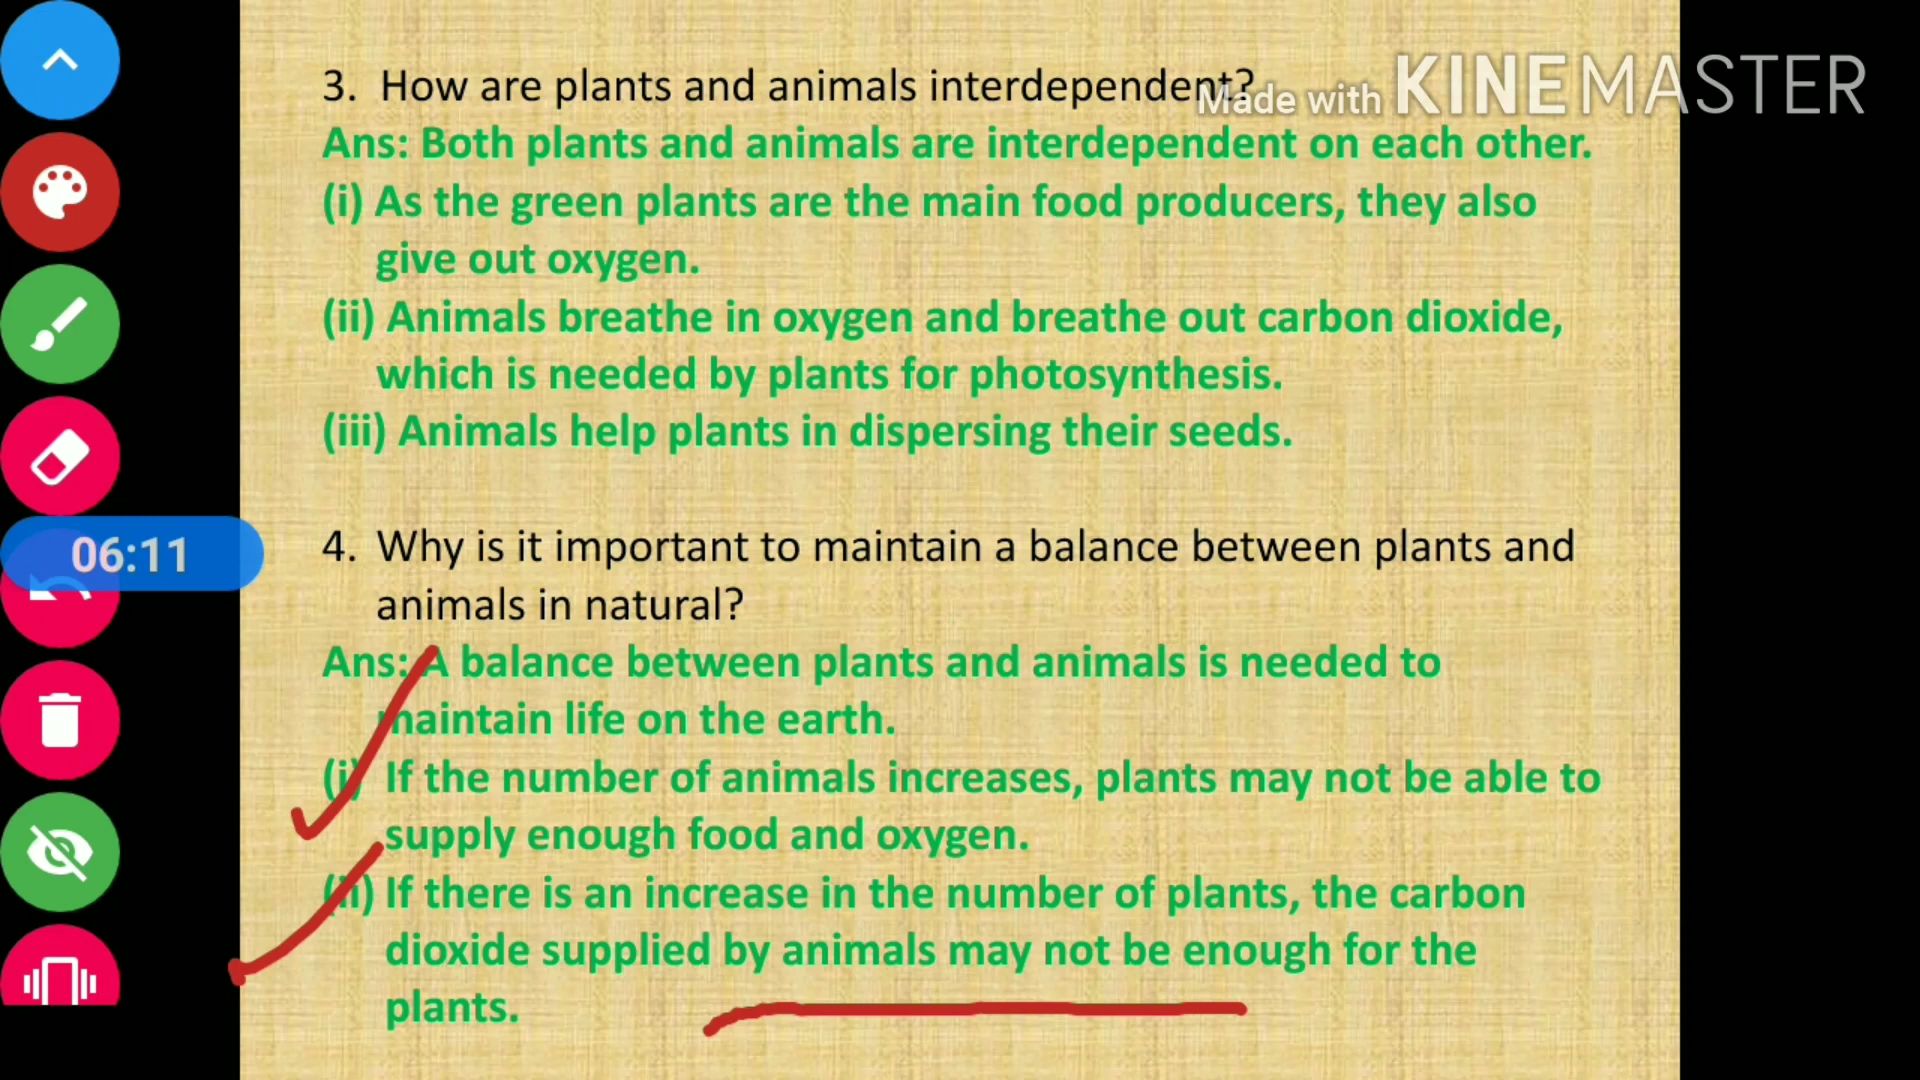 3. How are plants and animals interdependent?
Made with KINEMASTER
Ans: Both plants and animals are interdependent on each other.
(i) As the green plants are the main food producers, they also
give out oxygen.
(ii) Animals breathe in oxygen and breathe out carbon dioxide,
which is needed by plants for photosynthesis.
(iii) Animals help plants in dispersing their seeds.
06:11
4. Why is it important to maintain a balance between plants and
animals in natural?
Ans: A balance between plants and animals is needed to
maintain life on the earth.
(i) If the number of animals increases, plants may not be able to
supply enough food and oxygen.
(ii) If there is an increase in the number of plants, the carbon
dioxide supplied by animals may not be enough for the
plants.